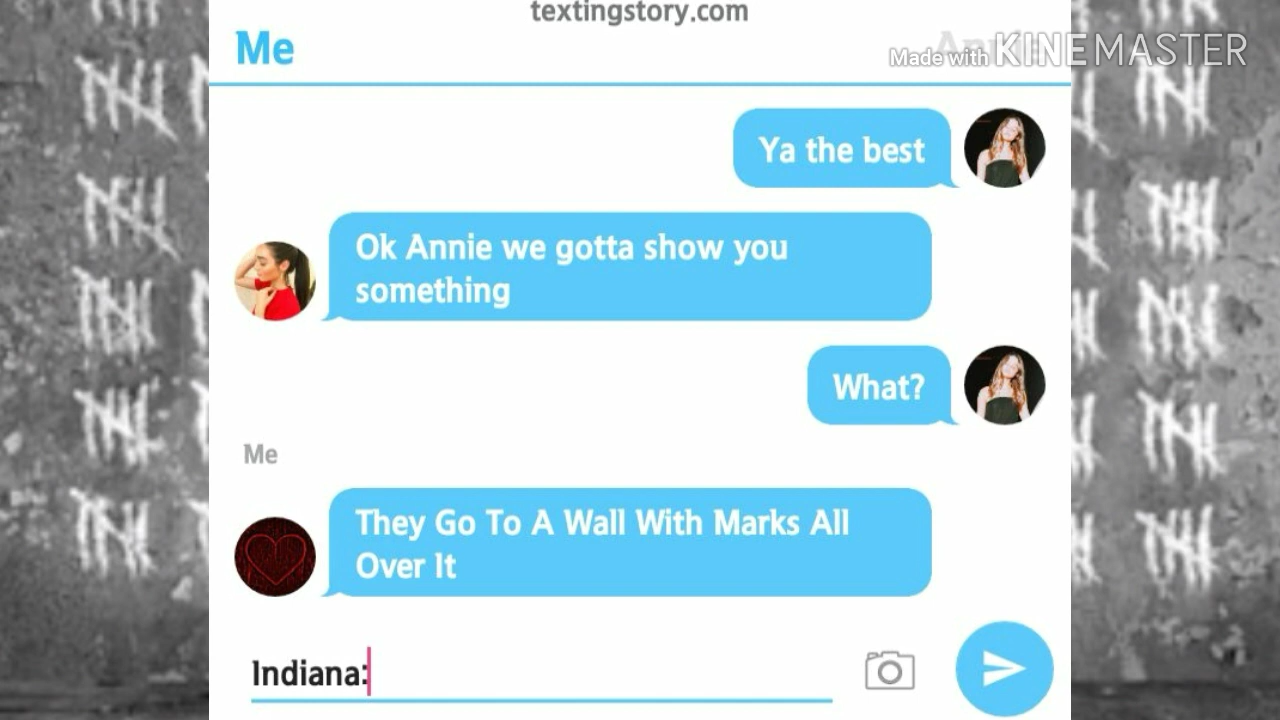 textingstory.com
Me
Annie
Made with KINEMASTER
Ya the best
Ok Annie we gotta show you
something
What?
Me
They Go To A Wall With Marks All
Over It
Indiana: